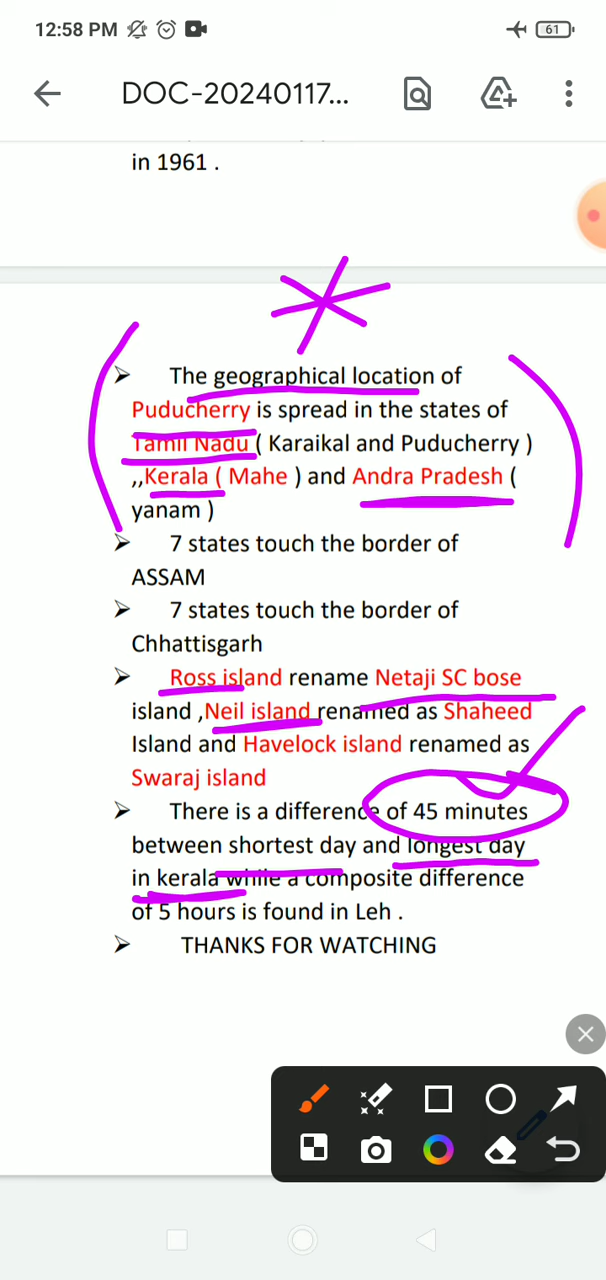 12:58 PM
61
DOC-20240117...
in 1961 .
➢ The geographical location of
Puducherry is spread in the states of
Tamil Nadu ( Karaikal and Puducherry )
,,Kerala ( Mahe ) and Andra Pradesh (
yanam )
➢ 7 states touch the border of
ASSAM
➢ 7 states touch the border of
Chhattisgarh
➢ Ross island rename Netaji SC bose
island ,Neil island renamed as Shaheed
Island and Havelock island renamed as
Swaraj island
➢ There is a difference of 45 minutes
between shortest day and longest day
in kerala while a composite difference
of 5 hours is found in Leh .
➢ THANKS FOR WATCHING